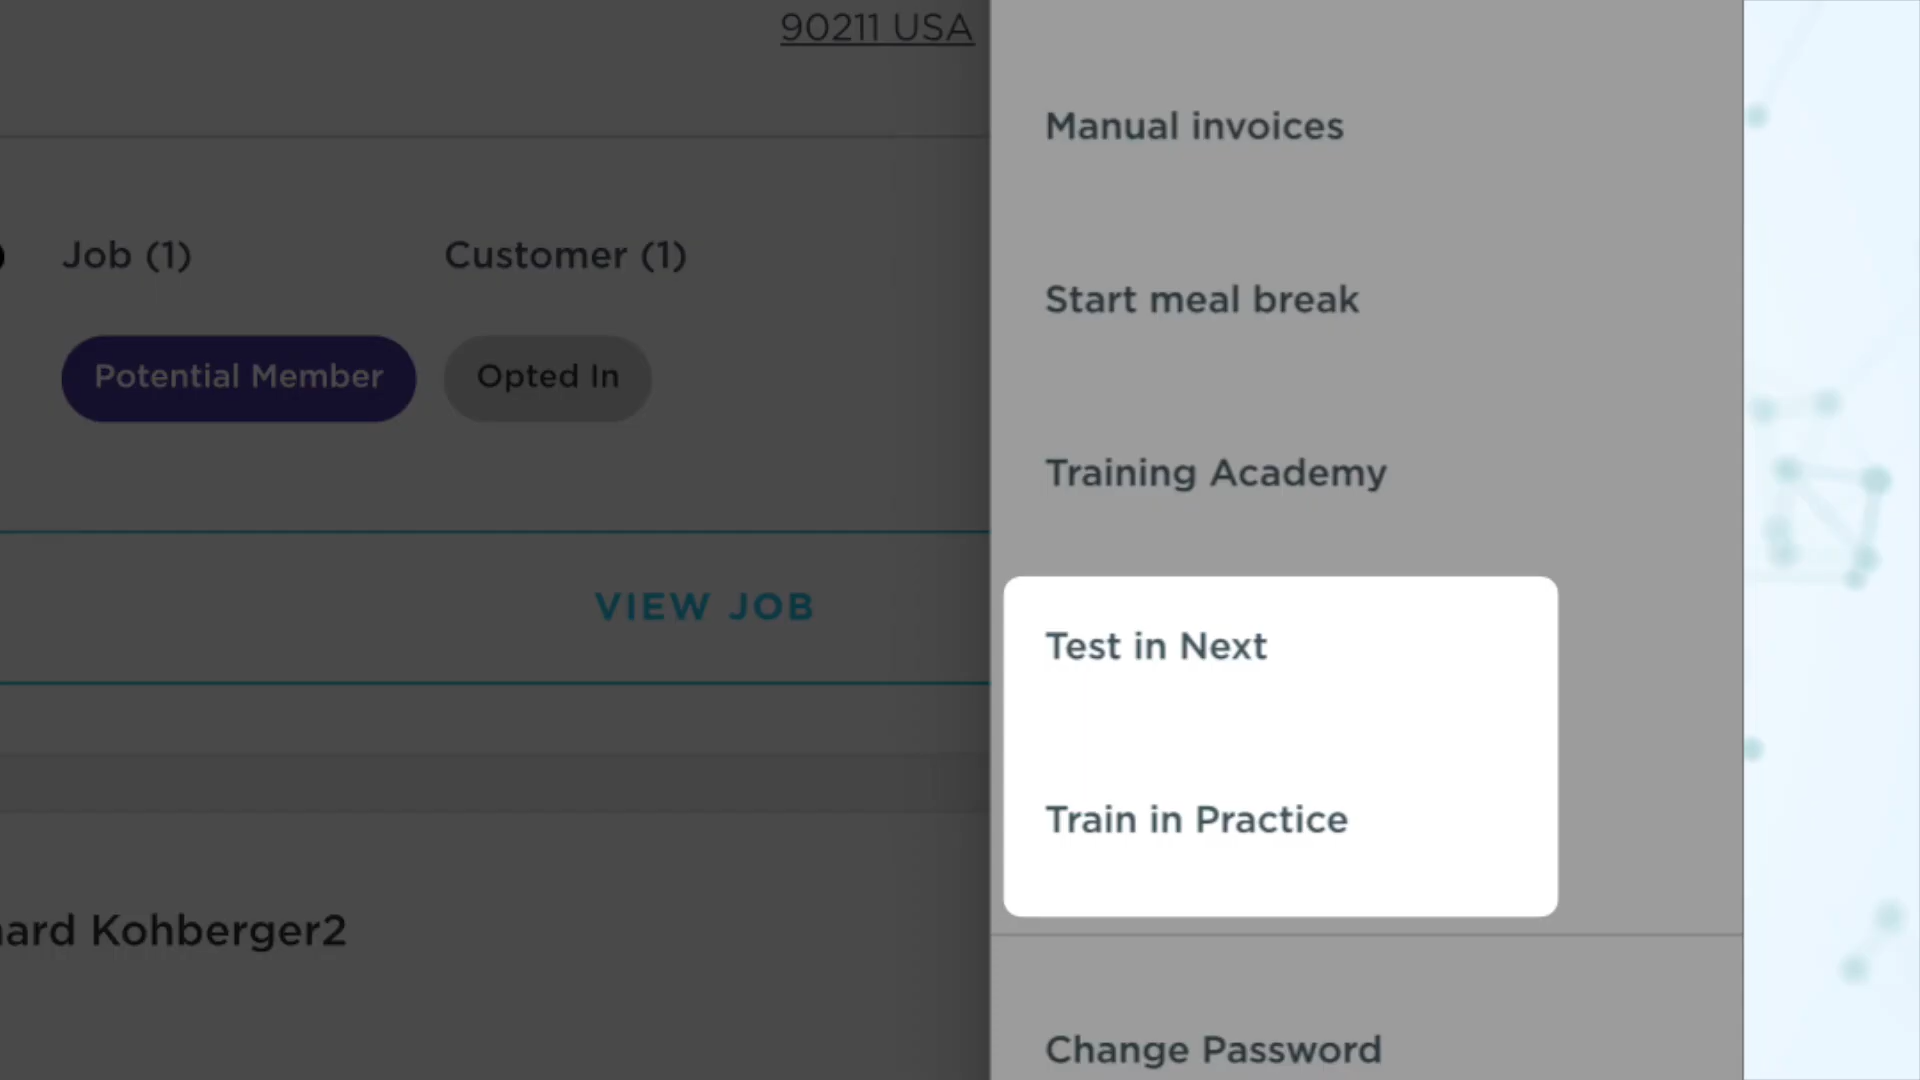 90211 USA
Job (1)
Customer (1)
Potential Member
Opted In
VIEW JOB
Kohberger2
Manual invoices
Start meal break
Training Academy
Test in Next
Train in Practice
Change Password